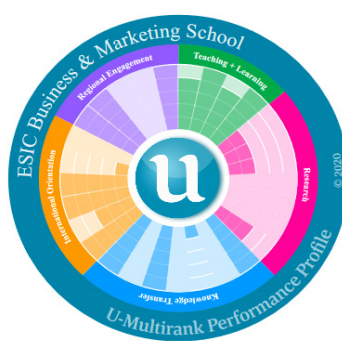 ESIC Business & Marketing School
Teaching + Learning
Research
Knowledge Transfer
International Orientation
Regional Engagement
u
U-Multirank Performance Profile
© 2020